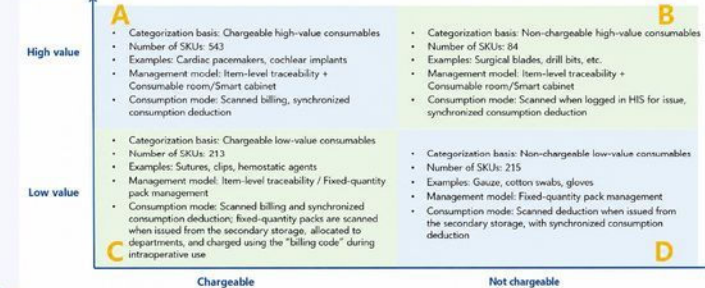 A
• Categorization basis: Chargeable high-value consumables
• Number of SKUs: 543
• Examples: Cardiac pacemakers, cochlear implants
• Management model: Item-level traceability +
Consumable room/Smart cabinet
• Consumption mode: Scanned billing, synchronized
consumption deduction
B
• Categorization basis: Non-chargeable high-value consumables
• Number of SKUs: 84
• Examples: Surgical blades, drill bits, etc.
• Management model: Item-level traceability +
Consumable room/Smart cabinet
• Consumption mode: Scanned when logged in HIS for issue,
synchronized consumption deduction
High value
• Categorization basis: Chargeable low-value consumables
• Number of SKUs: 213
• Examples: Sutures, clips, hemostatic agents
• Management model: Item-level traceability / Fixed-quantity
pack management
• Consumption mode: Scanned billing and synchronized
consumption deduction; fixed-quantity packs are scanned
when issued from the secondary storage, allocated to
departments, and charged using the "billing code" during
intraoperative use
C
• Categorization basis: Non-chargeable low-value consumables
• Number of SKUs: 215
• Examples: Gauze, cotton swabs, gloves
• Management model: Fixed-quantity pack management
• Consumption mode: Scanned deduction when issued from
the secondary storage, with synchronized consumption
deduction
D
Low value
Chargeable
Not chargeable